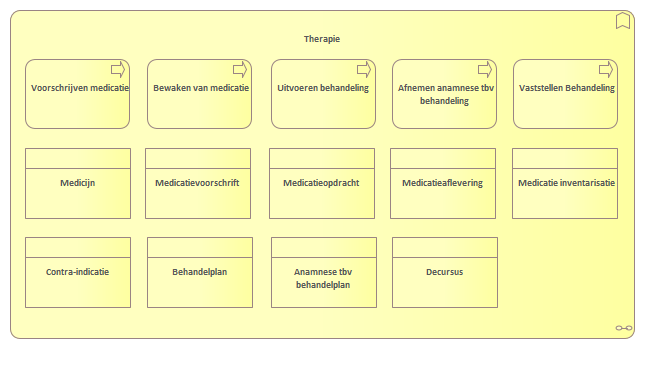 Therapie
Voorschrijven medicatie
Bewaken van medicatie
Uitvoeren behandeling
Afnemen anamnese tbv
behandeling
Vaststellen Behandeling
Medicijn
Medicatievoorschrift
Medicatieopdracht
Medicatieaflevering
Medicatie inventarisatie
Contra-indicatie
Behandelplan
Anamnese tbv
behandelplan
Decursus